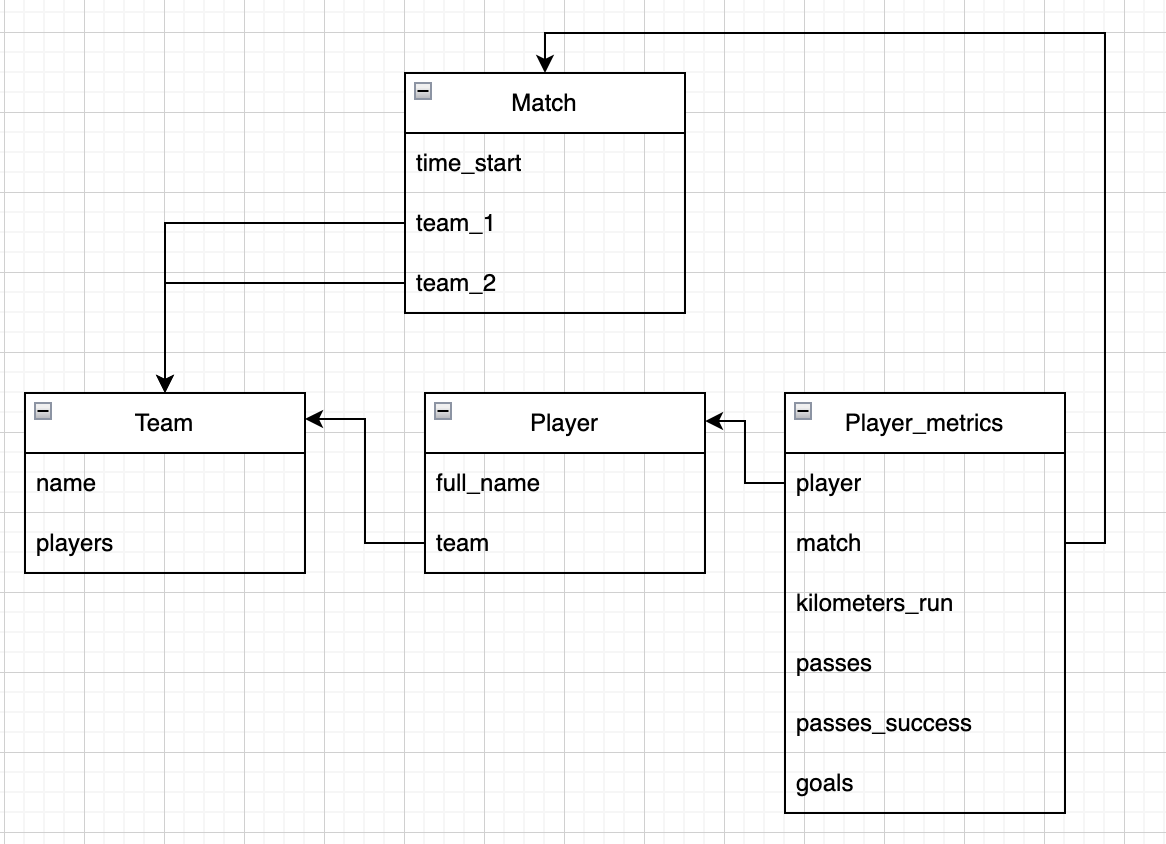 Match
time_start
team_1
team_2
Team
name
players
Player
full_name
team
Player_metrics
player
match
kilometers_run
passes
passes_success
goals